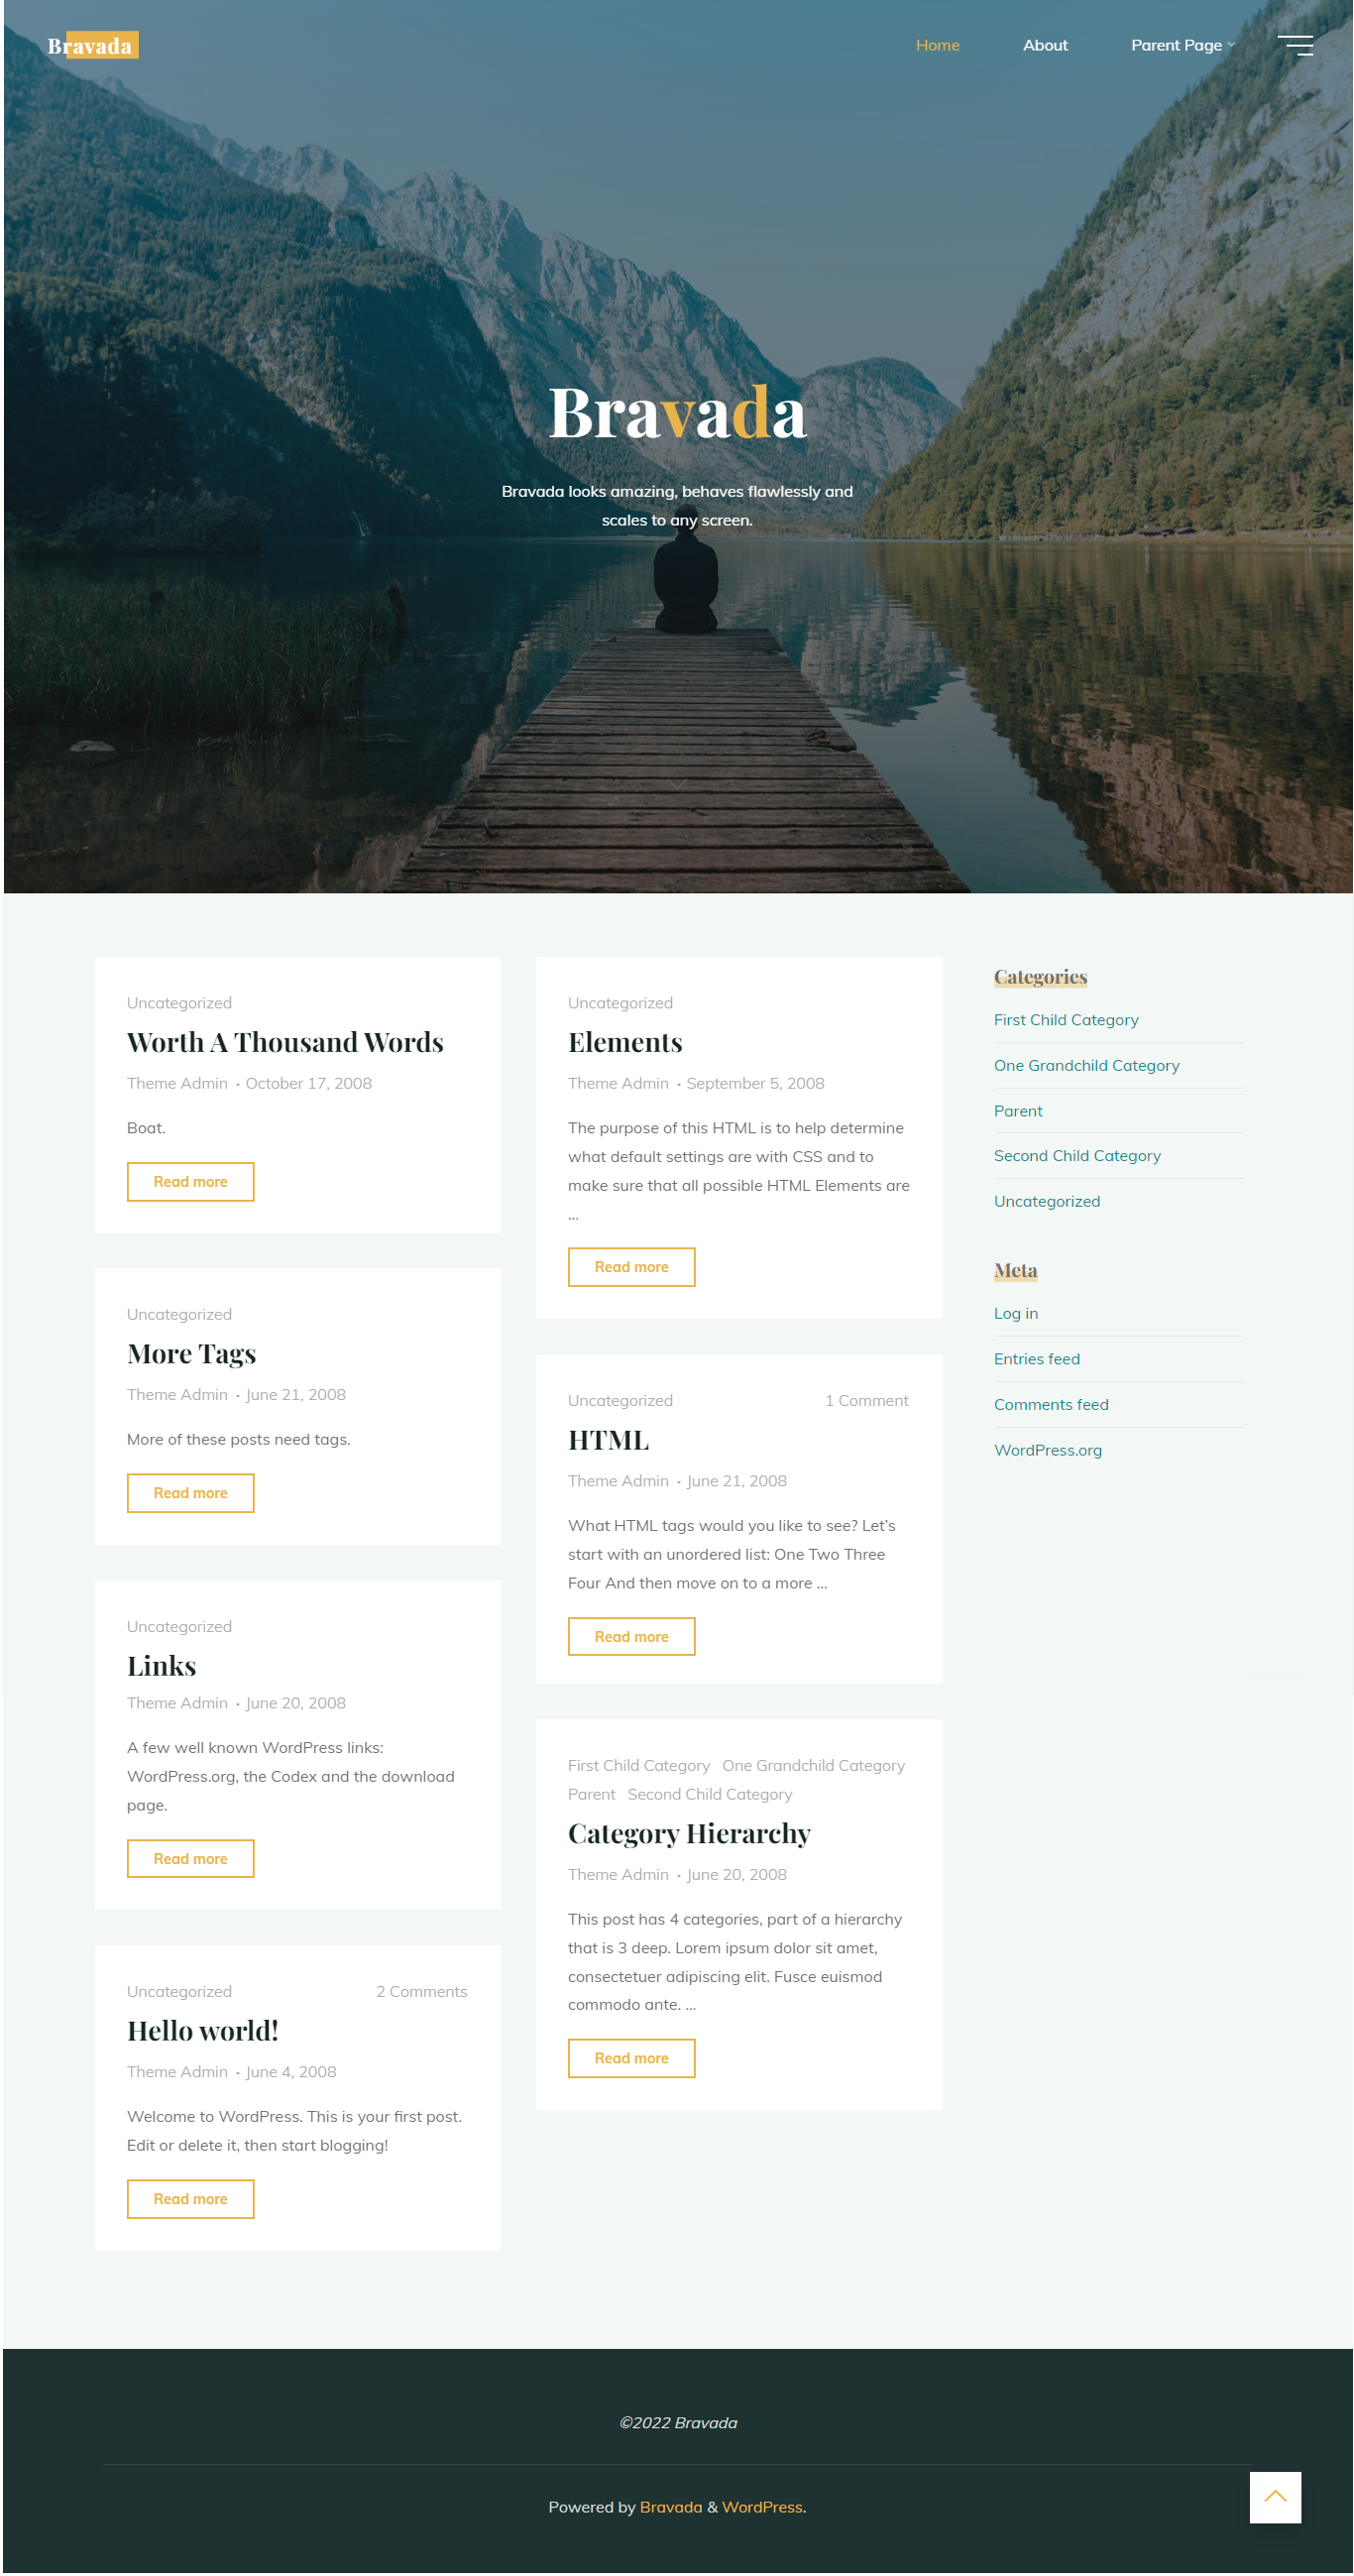 Bravada
Home
About
Parent Page
Bravada
Bravada looks amazing, behaves flawlessly and
scales to any screen.
Uncategorized
Worth A Thousand Words
Theme Admin • October 17, 2008
Boat.
Read more
Uncategorized
More Tags
Theme Admin • June 21, 2008
More of these posts need tags.
Read more
Uncategorized
Links
Theme Admin • June 20, 2008
A few well known WordPress links:
WordPress.org, the Codex and the download
page.
Read more
Uncategorized
2 Comments
Hello world!
Theme Admin • June 4, 2008
Welcome to WordPress. This is your first post.
Edit or delete it, then start blogging!
Read more
Uncategorized
Elements
Theme Admin • September 5, 2008
The purpose of this HTML is to help determine
what default settings are with CSS and to
make sure that all possible HTML Elements are
…
Read more
Uncategorized
1 Comment
HTML
Theme Admin • June 21, 2008
What HTML tags would you like to see? Let’s
start with an unordered list: One Two Three
Four And then move on to a more …
Read more
First Child Category One Grandchild Category
Parent Second Child Category
Category Hierarchy
Theme Admin • June 20, 2008
This post has 4 categories, part of a hierarchy
that is 3 deep. Lorem ipsum dolor sit amet,
consectetuer adipiscing elit. Fusce euismod
commodo ante. …
Read more
Categories
First Child Category
One Grandchild Category
Parent
Second Child Category
Uncategorized
Meta
Log in
Entries feed
Comments feed
WordPress.org
©2022 Bravada
Powered by Bravada & WordPress.